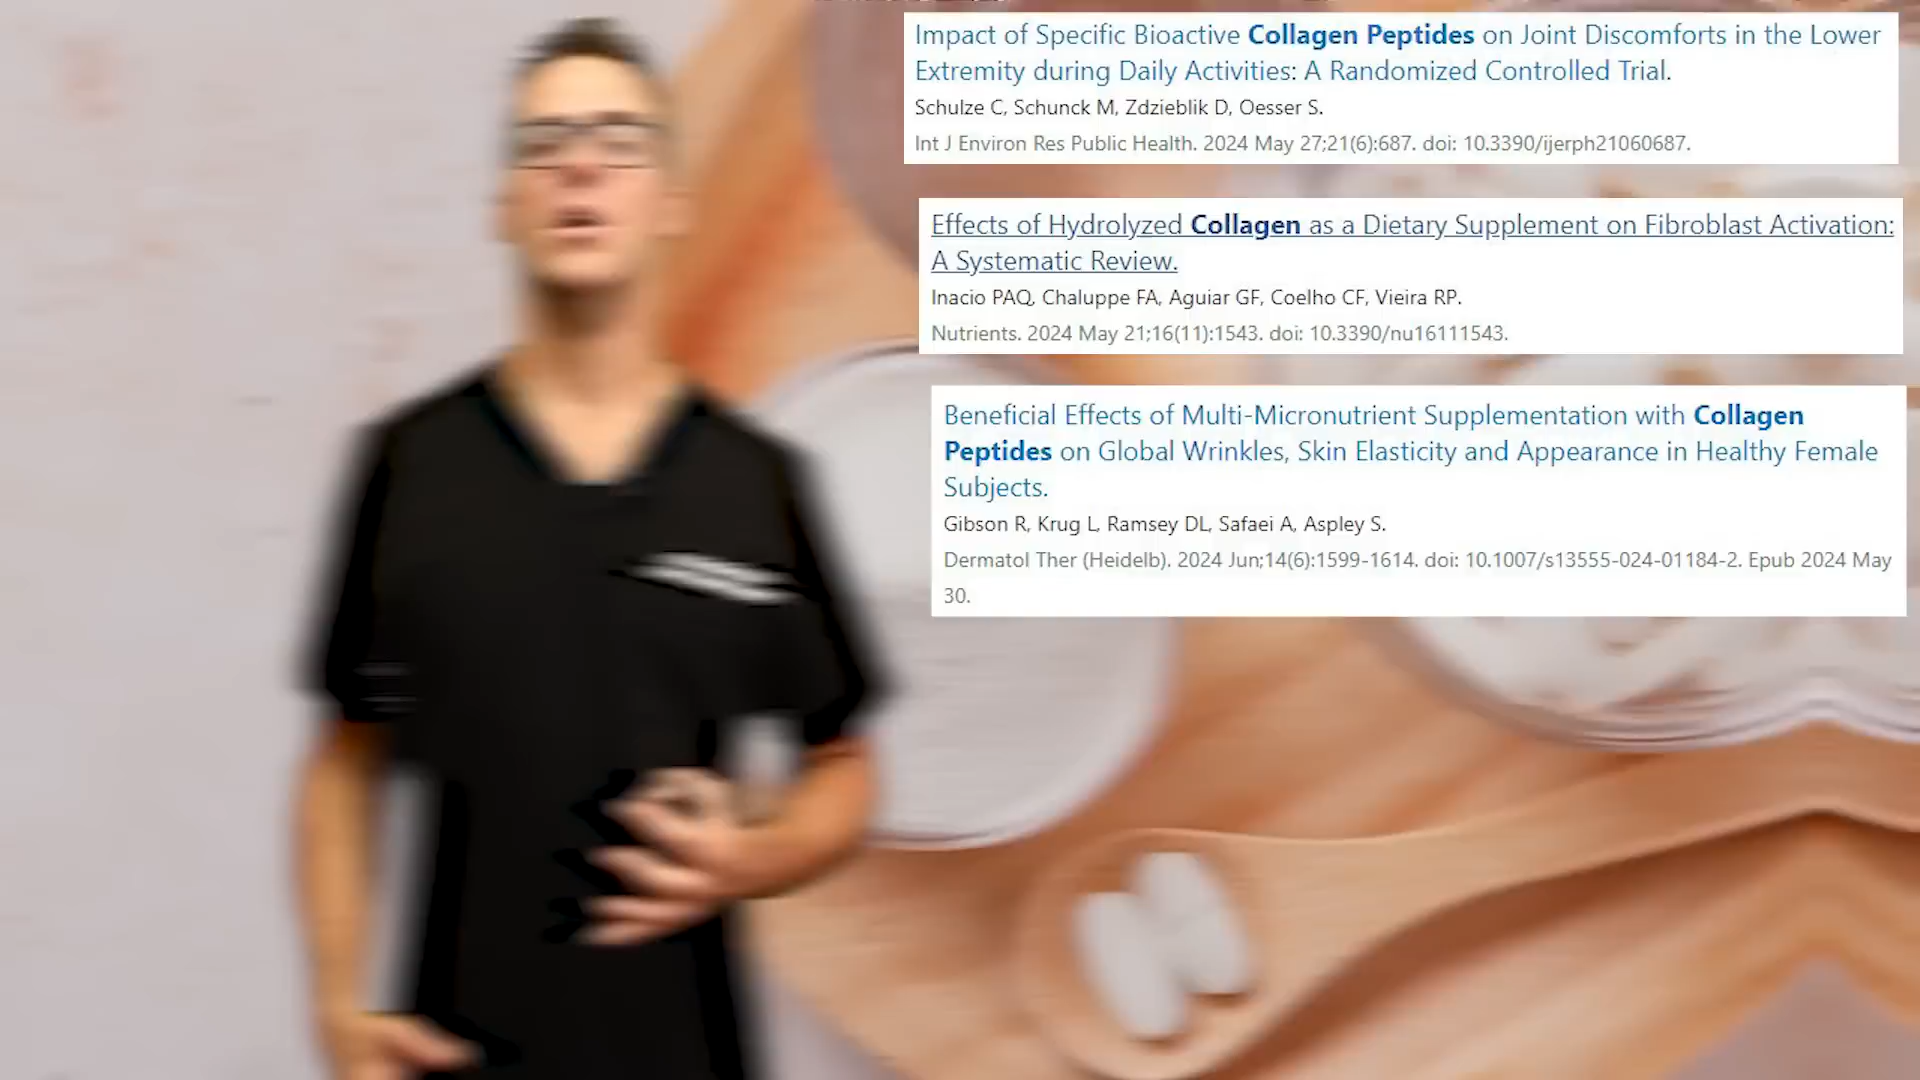 Impact of Specific Bioactive Collagen Peptides on Joint Discomforts in the Lower
Extremity during Daily Activities: A Randomized Controlled Trial.
Schulze C, Schunck M, Zdzieblik D, Oesser S.
Int J Environ Res Public Health. 2024 May 27;21(6):687. doi: 10.3390/ijerph21060687.
Effects of Hydrolyzed Collagen as a Dietary Supplement on Fibroblast Activation:
A Systematic Review.
Inacio PAQ, Chaluppe FA, Aguiar GF, Coelho CF, Vieira RP.
Nutrients. 2024 May 21;16(11):1543. doi: 10.3390/nu16111543.
Beneficial Effects of Multi-Micronutrient Supplementation with Collagen
Peptides on Global Wrinkles, Skin Elasticity and Appearance in Healthy Female
Subjects.
Gibson R, Krug L, Ramsey DL, Safaei A, Aspley S.
Dermatol Ther (Heidelb). 2024 Jun;14(6):1599-1614. doi: 10.1007/s13555-024-01184-2. Epub 2024 May
30.